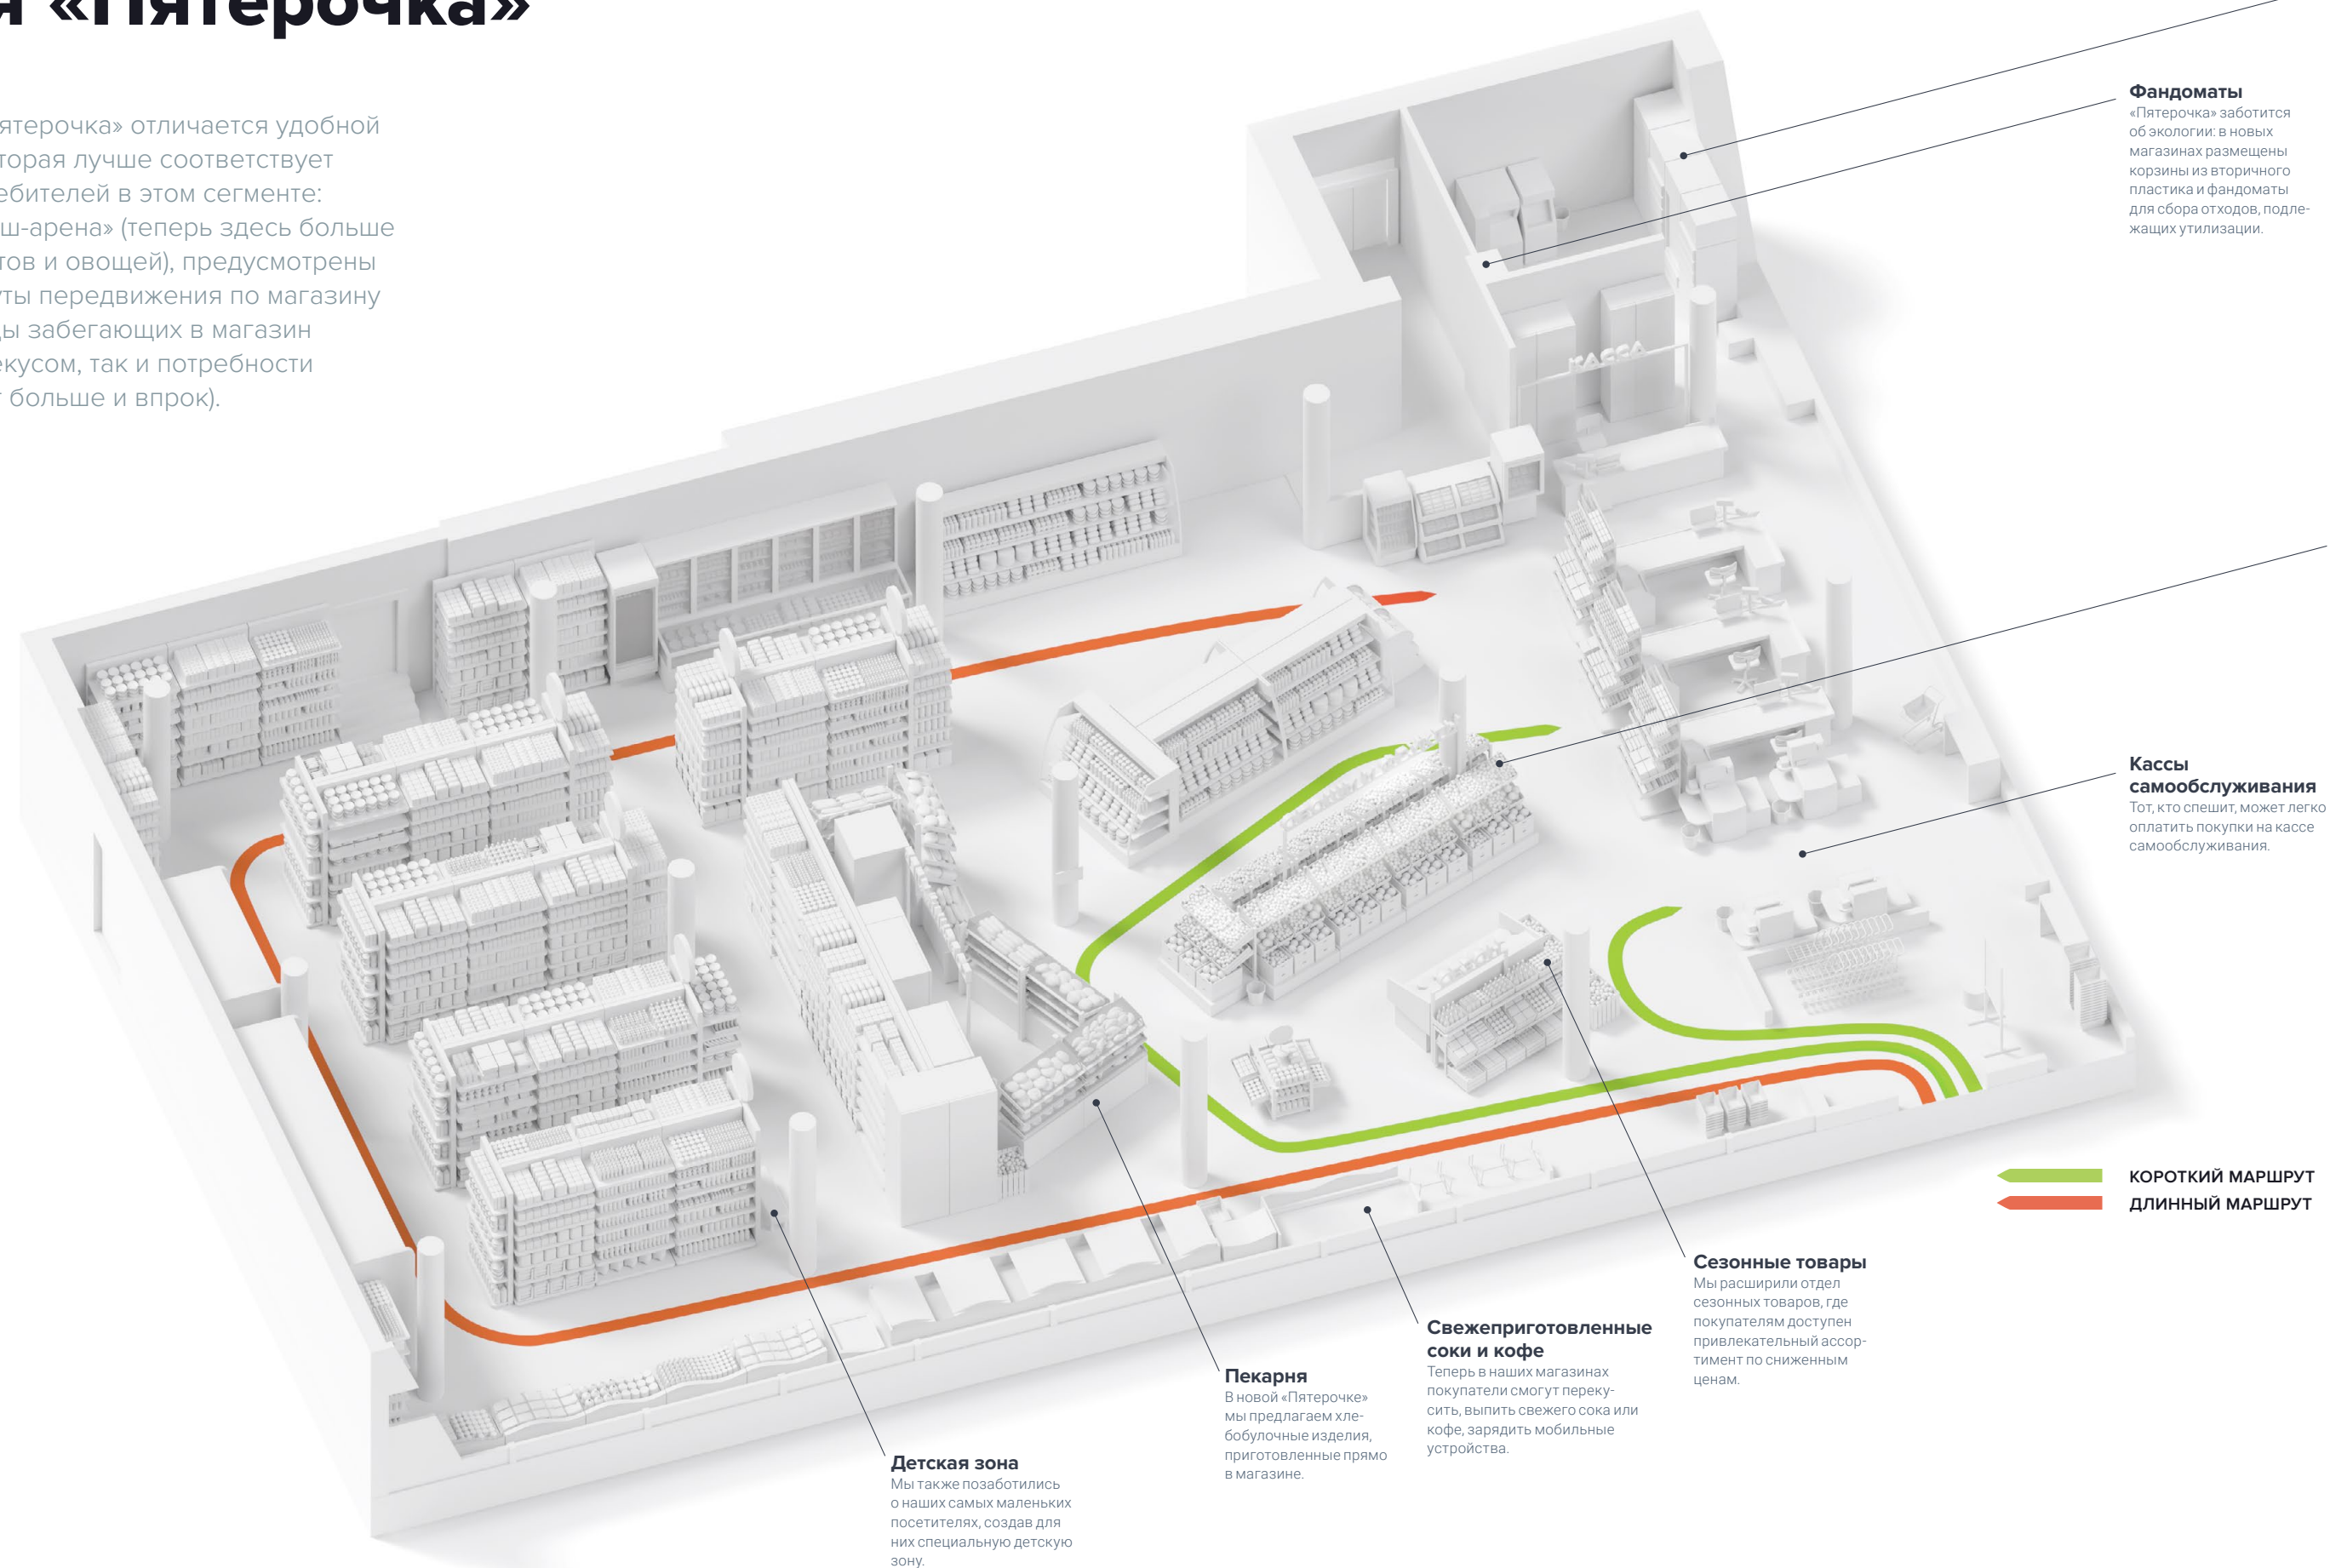 я «Пятерочка»
ятерочка» отличается удобной
торая лучше соответствует
ебителей в этом сегменте:
ш-арена» (теперь здесь больше
тов и овощей), предусмотрены
уты передвижения по магазину
ды забегающих в магазин
екусом, так и потребности
т больше и впрок).
Фандоматы
«Пятерочка» заботится
об экологии: в новых
магазинах размещены
корзины из вторичного
пластика и фандоматы
для сбора отходов, подле-
жащих утилизации.
КАССА
Кассы
самообслуживания
Тот, кто спешит, может легко
оплатить покупки на кассе
самообслуживания.
КОРОТКИЙ МАРШРУТ
ДЛИННЫЙ МАРШРУТ
Сезонные товары
Мы расширили отдел
сезонных товаров, где
покупателям доступен
привлекательный ассор-
тимент по сниженным
ценам.
Свежеприготовленные
соки и кофе
Теперь в наших магазинах
покупатели смогут переку-
сить, выпить свежего сока или
кофе, зарядить мобильные
устройства.
Пекарня
В новой «Пятерочке»
мы предлагаем хле-
бобулочные изделия,
приготовленные прямо
в магазине.
Детская зона
Мы также позаботились
о наших самых маленьких
посетителях, создав для
них специальную детскую
зону.